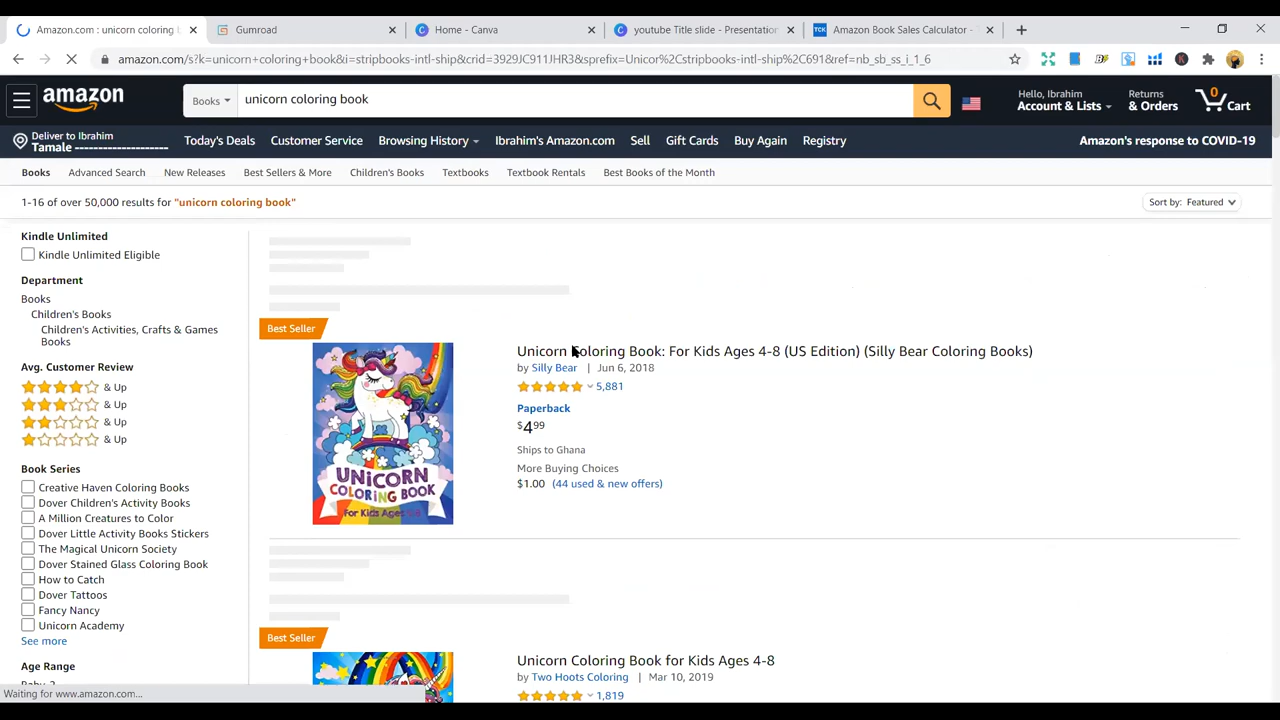 Amazon.com : unicorn coloring b
Gumroad
Home - Canva
youtube Title slide - Presentation
TCK
Amazon Book Sales Calculator - T
amazon.com/s?k=unicorn+coloring+book&i=stripbooks-intl-ship&crid=3929JC911JHR3&sprefix=Unicor%2Cstripbooks-intl-ship%2C691&ref=nb_sb_ss_i_1_6
amazon
Books
unicorn coloring book
Hello, Ibrahim
Account & Lists
Returns
& Orders
0
Cart
Deliver to Ibrahim
Tamale
Today's Deals
Customer Service
Browsing History
Ibrahim's Amazon.com
Sell
Gift Cards
Buy Again
Registry
Amazon's response to COVID-19
Books
Advanced Search
New Releases
Best Sellers & More
Children's Books
Textbooks
Textbook Rentals
Best Books of the Month
1-16 of over 50,000 results for "unicorn coloring book"
Sort by: Featured
Kindle Unlimited
Kindle Unlimited Eligible
Department
Books
Children's Books
Children's Activities, Crafts & Games
Books
Avg. Customer Review
& Up
& Up
& Up
& Up
Book Series
Creative Haven Coloring Books
Dover Children's Activity Books
A Million Creatures to Color
Dover Little Activity Books Stickers
The Magical Unicorn Society
Dover Stained Glass Coloring Book
How to Catch
Dover Tattoos
Fancy Nancy
Unicorn Academy
See more
Age Range
Best Seller
UNICORN
COLORING BOOK
For Kids Ages 4-8
Unicorn Coloring Book: For Kids Ages 4-8 (US Edition) (Silly Bear Coloring Books)
by Silly Bear | Jun 6, 2018
5,881
Paperback
$4.99
Ships to Ghana
More Buying Choices
$1.00 (44 used & new offers)
Best Seller
Unicorn Coloring Book for Kids Ages 4-8
by Two Hoots Coloring | Mar 10, 2019
1,819
Waiting for www.amazon.com...